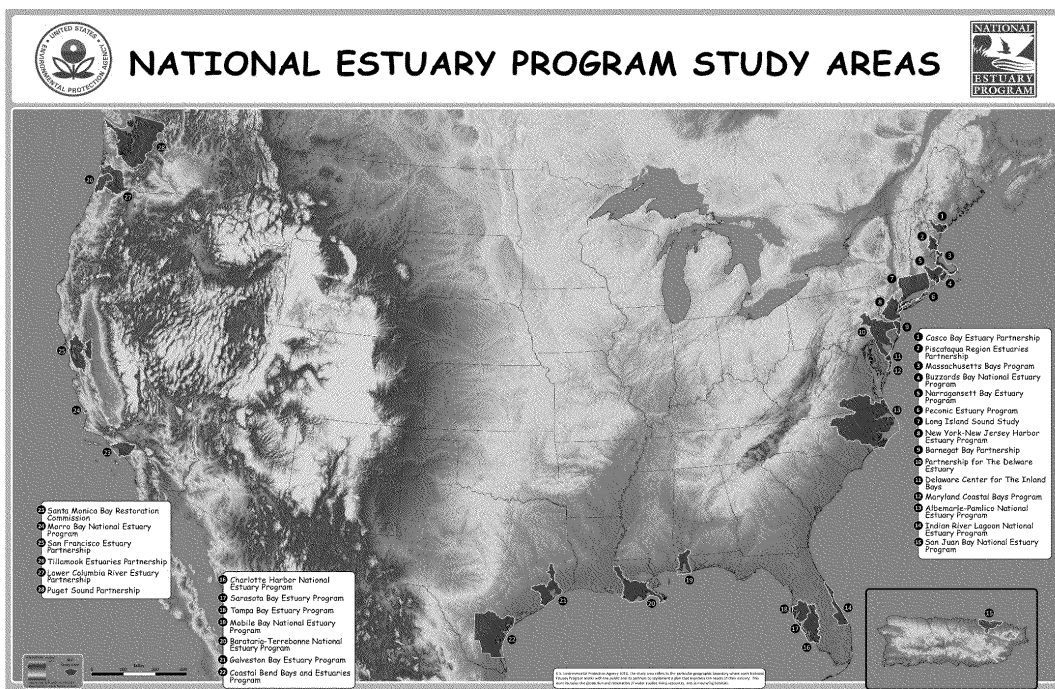 UNITED STATES
ENVIRONMENTAL PROTECTION AGENCY
NATIONAL ESTUARY PROGRAM STUDY AREAS
NATIONAL
ESTUARY
PROGRAM
1 Casco Bay Estuary Partnership
2 Piscataqua Region Estuaries
Partnership
3 Massachusetts Bays Program
4 Buzzards Bay National Estuary
Program
5 Narragansett Bay Estuary
Program
6 Peconic Estuary Program
7 Long Island Sound Study
8 New York-New Jersey Harbor
Estuary Program
9 Barnegat Bay Partnership
10 Partnership for The Delware
Estuary
11 Delaware Center for The Inland
Bays
12 Maryland Coastal Bays Program
13 Albemarle-Pamlico National
Estuary Program
14 Indian River Lagoon National
Estuary Program
15 San Juan Bay National Estuary
Program
23 Santa Monica Bay Restoration
Commission
24 Morro Bay National Estuary
Program
25 San Francisco Estuary
Partnership
26 Tillamook Estuaries Partnership
27 Lower Columbia River Estuary
Partnership
28 Puget Sound Partnership
16 Charlotte Harbor National
Estuary Program
17 Sarasota Bay Estuary Program
18 Tampa Bay Estuary Program
19 Mobile Bay National Estuary
Program
20 Barataria-Terrebonne National
Estuary Program
21 Galveston Bay Estuary Program
22 Coastal Bend Bays and Estuaries
Program